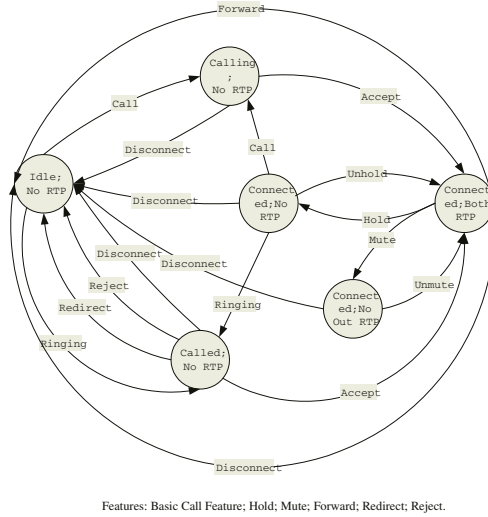 Forward
Calling
;
No RTP
Call
Accept
Disconnect
Call
Idle;
No RTP
Unhold
Connect
ed;No
RTP
Connect
ed;Both
RTP
Disconnect
Hold
Mute
Disconnect
Disconnect
Reject
Redirect
Ringing
Unmute
Connect
ed;No
Out RTP
Ringing
Called;
No RTP
Accept
Disconnect
Features: Basic Call Feature; Hold; Mute; Forward; Redirect; Reject.